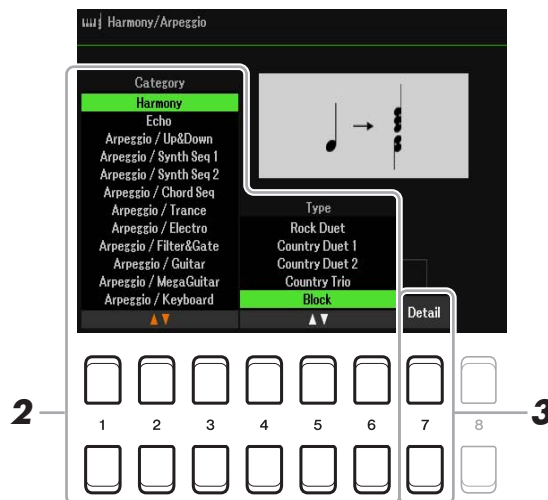 Harmony/Arpeggio
Category
Harmony
Echo
Arpeggio / Up&Down
Arpeggio / Synth Seq 1
Arpeggio / Synth Seq 2
Arpeggio / Chord Seq
Arpeggio / Trance
Arpeggio / Electro
Arpeggio / Filter&Gate
Arpeggio / Guitar
Arpeggio / MegaGuitar
Arpeggio / Keyboard
Type
Rock Duet
Country Duet 1
Country Duet 2
Country Trio
Block
Detail
2
1 2 3 4 5 6 7 8
3